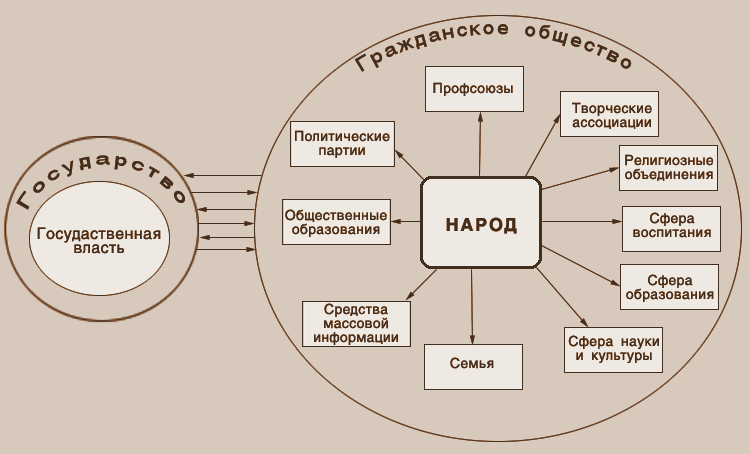 Гражданское общество
Профсоюзы
Творческие
ассоциации
Политические
партии
Религиозные
объединения
Государство
Государственная
власть
Общественные
образования
НАРОД
Сфера
воспитания
Сфера
образования
Средства
массовой
информации
Сфера науки
и культуры
Семья